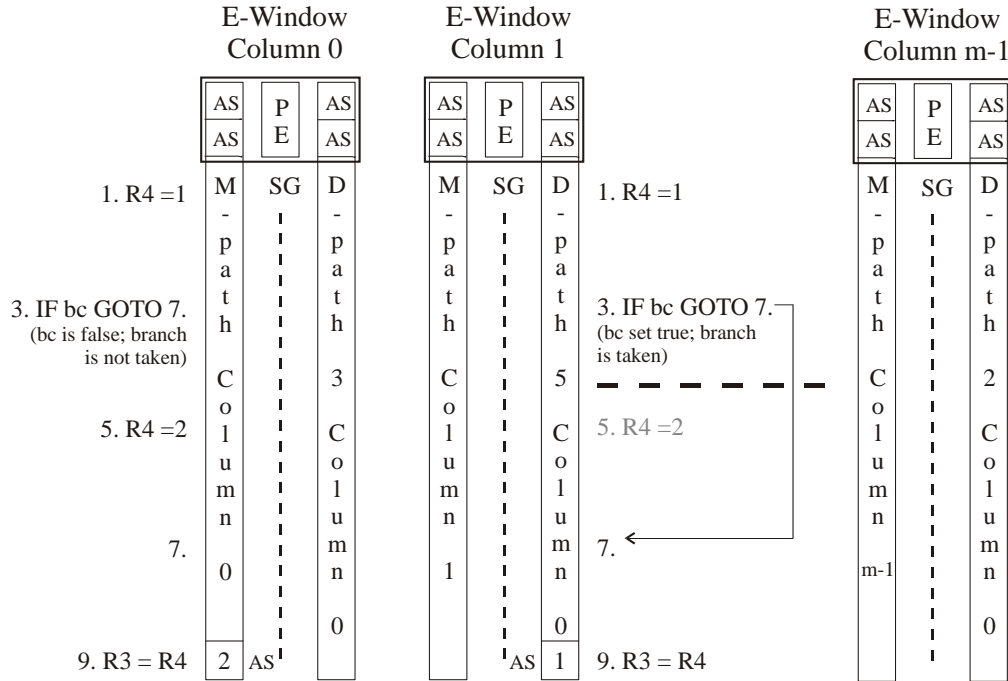 E-Window
Column 0
E-Window
Column 1
E-Window
Column m-1
AS
AS
P
E
AS
AS
AS
AS
P
E
AS
AS
AS
AS
P
E
AS
AS
1. R4 =1
M-path Column 0
SG
D-path 3 Column 0
M-path Column 1
SG
D-path 5 Column 0
1. R4 =1
M-path Column m-1
SG
D-path 2 Column 0
3. IF bc GOTO 7.
(bc is false; branch
is not taken)
3. IF bc GOTO 7.
(bc set true; branch
is taken)
5. R4 =2
5. R4 =2
7.
7.
9. R3 = R4
2
AS
AS
1
9. R3 = R4